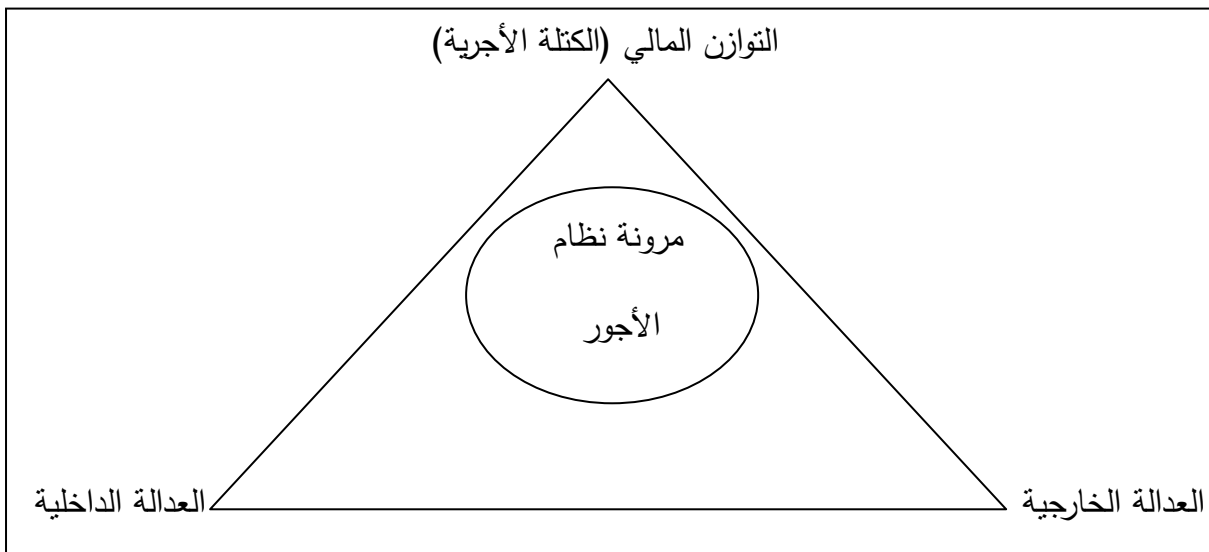 التوازن المالي (الكتلة الأجرية)
مرونة نظام
الأجور
العدالة الخارجية
العدالة الداخلية